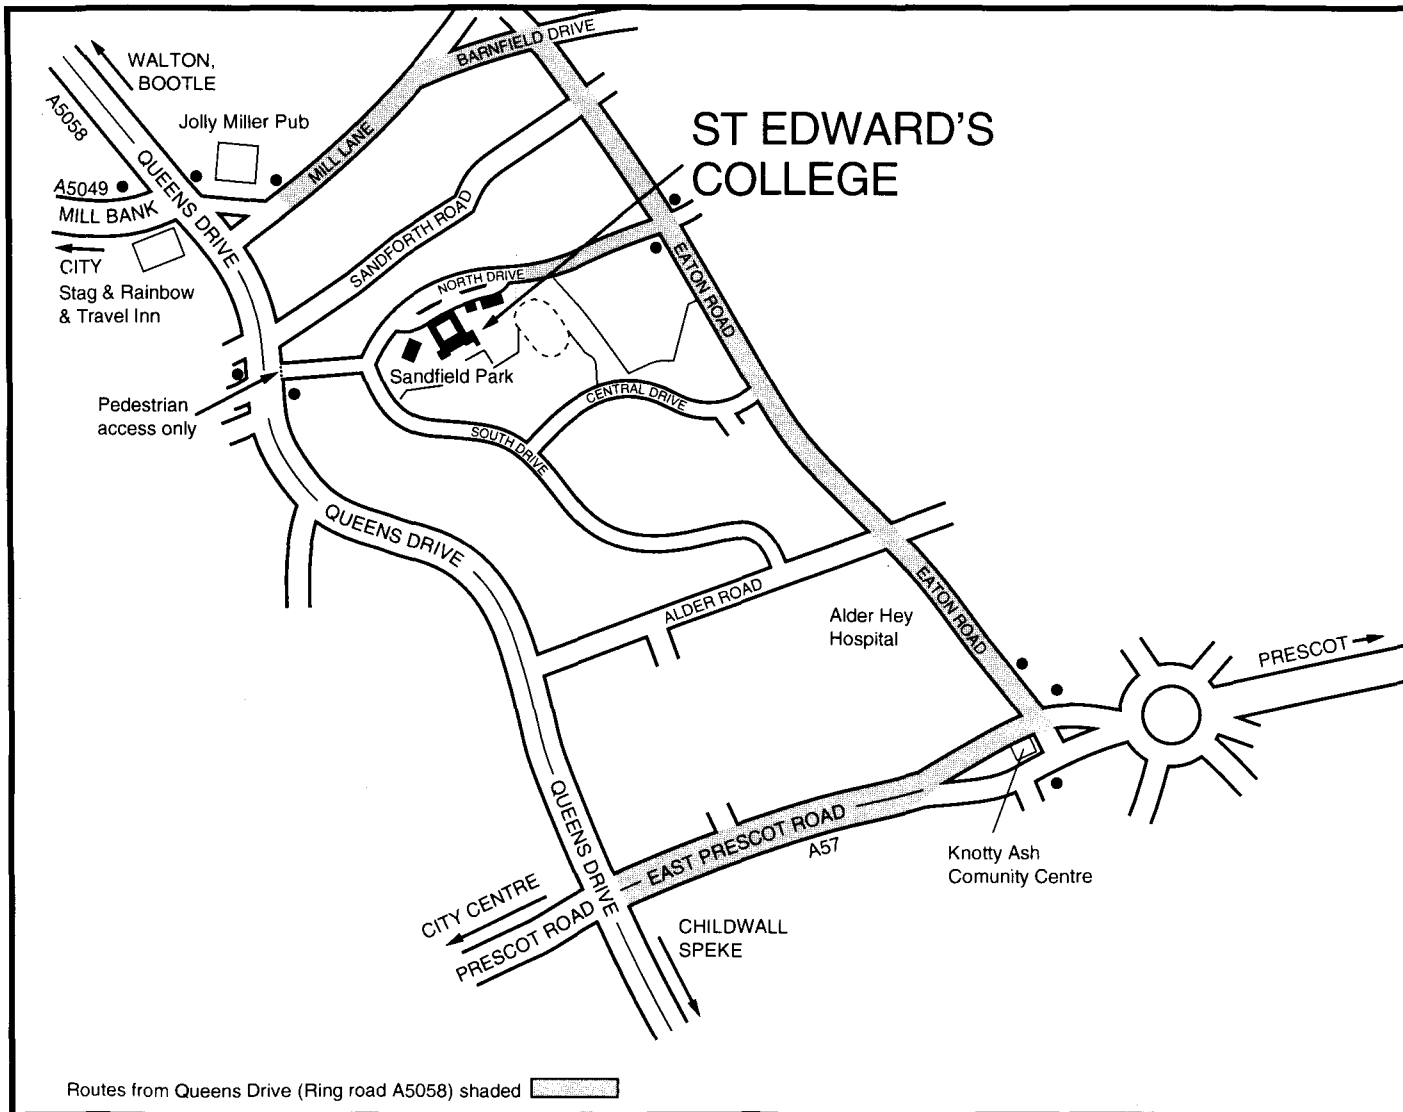 BARNFIELD DRIVE
WALTON,
BOOTLE
A5058
Jolly Miller Pub
MILL LANE
ST EDWARD'S
COLLEGE
QUEENS DRIVE
A5049
MILL BANK
CITY
Stag & Rainbow
& Travel Inn
SANDFORTH ROAD
NORTH DRIVE
EATON ROAD
Sandfield Park
Pedestrian
access only
CENTRAL DRIVE
SOUTH DRIVE
QUEENS DRIVE
ALDER ROAD
Alder Hey
Hospital
EATON ROAD
PRESCOT
QUEENS DRIVE
EAST PRESCOT ROAD
A57
Knotty Ash
Comunity Centre
CITY CENTRE
PRESCOT ROAD
CHILDWALL
SPEKE
Routes from Queens Drive (Ring road A5058) shaded